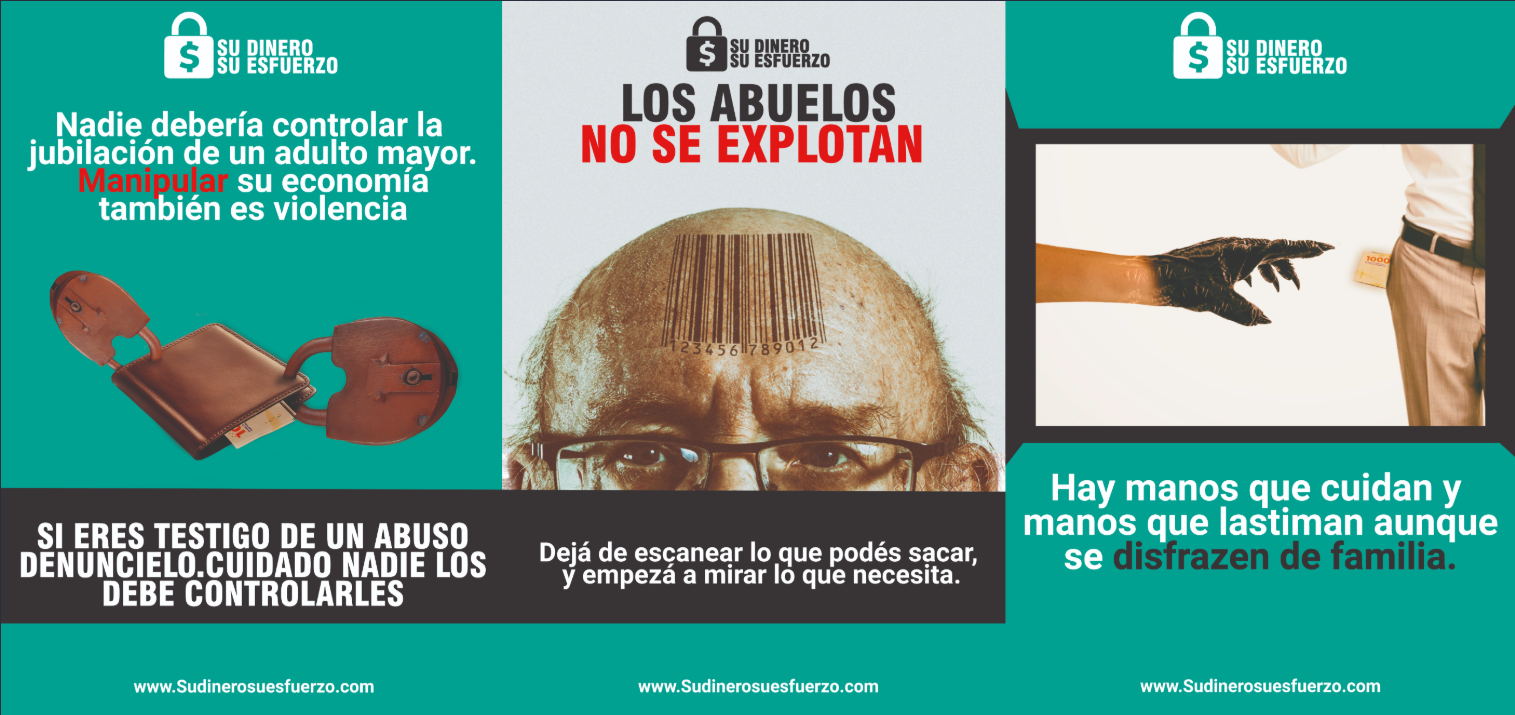 SU DINERO
SU ESFUERZO
Nadie debería controlar la
jubilación de un adulto mayor.
Manipular su economía
también es violencia
SI ERES TESTIGO DE UN ABUSO
DENUNCIELO.CUIDADO NADIE LOS
DEBE CONTROLARLES
www.Sudinerosuesfuerzo.com
SU DINERO
SU ESFUERZO
LOS ABUELOS
NO SE EXPLOTAN
123456 789012
Dejá de escanear lo que podés sacar,
y empezá a mirar lo que necesita.
www.Sudinerosuesfuerzo.com
SU DINERO
SU ESFUERZO
1000
Hay manos que cuidan y
manos que lastiman aunque
se disfrazen de familia.
www.Sudinerosuesfuerzo.com